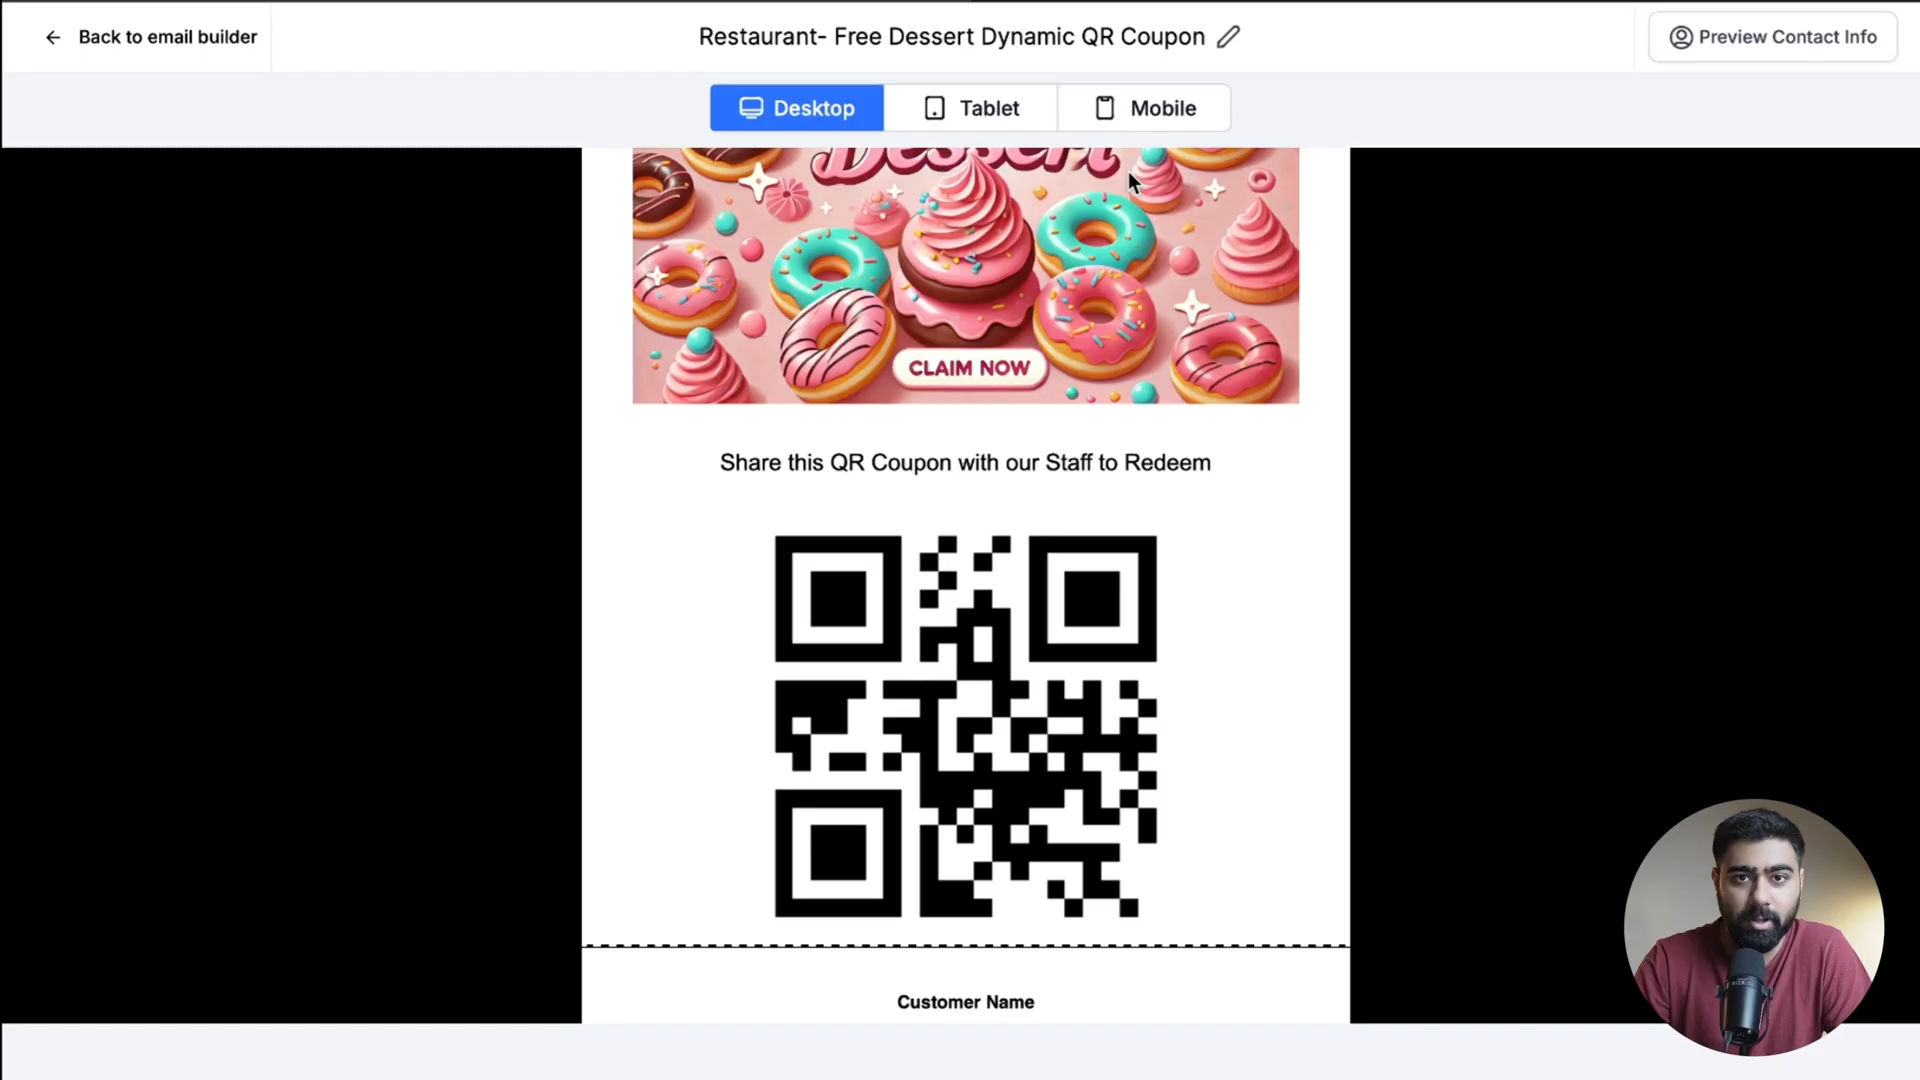 Back to email builder
Restaurant- Free Dessert Dynamic QR Coupon
Preview Contact Info
Desktop
Tablet
Mobile
Dessert
CLAIM NOW
Share this QR Coupon with our Staff to Redeem
Customer Name